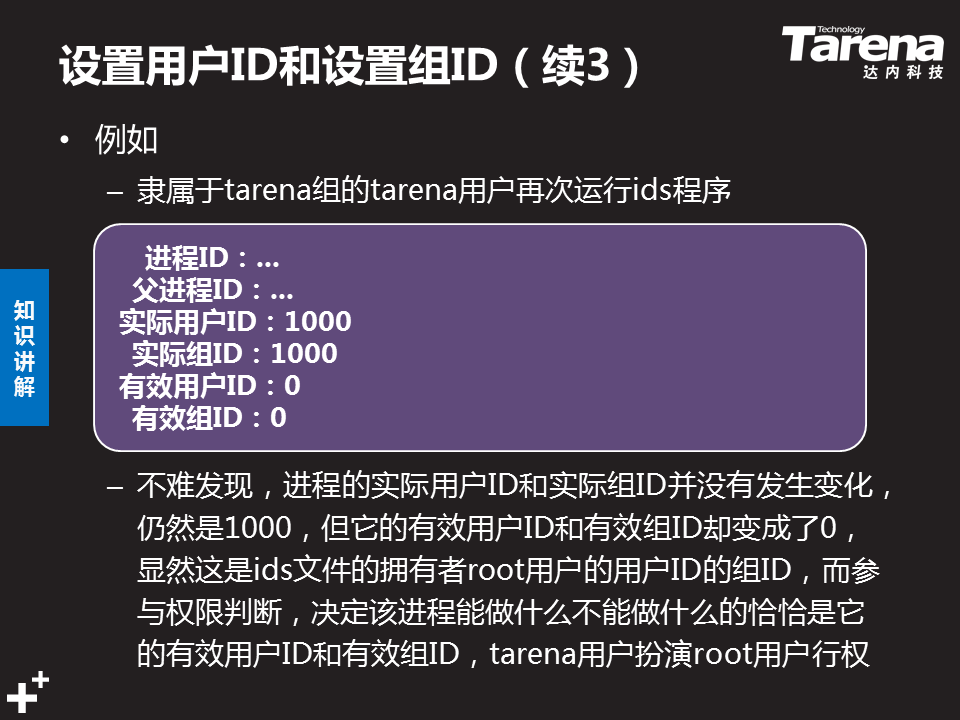 设置用户ID和设置组ID（续3）
Technology
Tarena
达内科技
• 例如
– 隶属于tarena组的tarena用户再次运行ids程序
进程ID：...
父进程ID：...
实际用户ID：1000
实际组ID：1000
有效用户ID：0
有效组ID：0
知
识
讲
解
– 不难发现，进程的实际用户ID和实际组ID并没有发生变化，
仍然是1000，但它的有效用户ID和有效组ID却变成了0，
显然这是ids文件的拥有者root用户的用户ID的组ID，而参
与权限判断，决定该进程能做什么不能做什么的恰恰是它
的有效用户ID和有效组ID，tarena用户扮演root用户行权